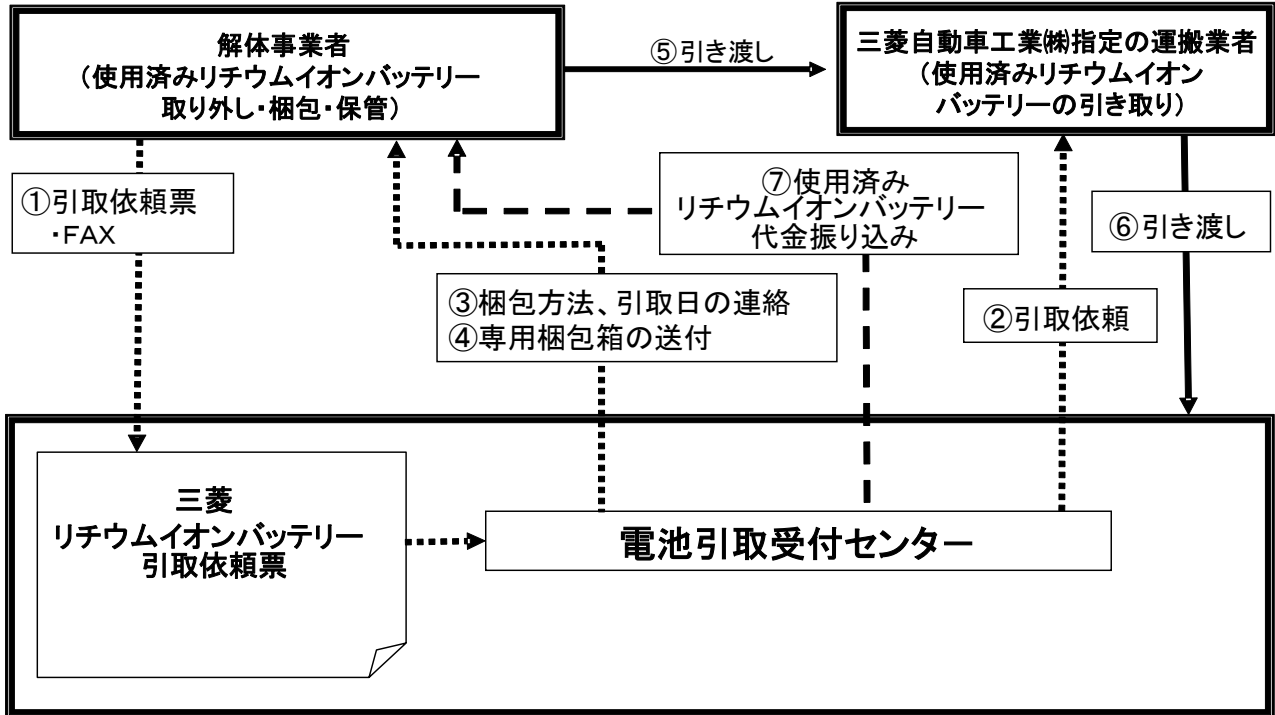 解体事業者
（使用済みリチウムイオンバッテリー
取り外し・梱包・保管）
⑤引き渡し
三菱自動車工業㈱指定の運搬業者
（使用済みリチウムイオン
バッテリーの引き取り）
①引取依頼票
・FAX
⑦使用済み
リチウムイオンバッテリー
代金振り込み
⑥引き渡し
③梱包方法、引取日の連絡
④専用梱包箱の送付
②引取依頼
三菱
リチウムイオンバッテリー
引取依頼票
電池引取受付センター